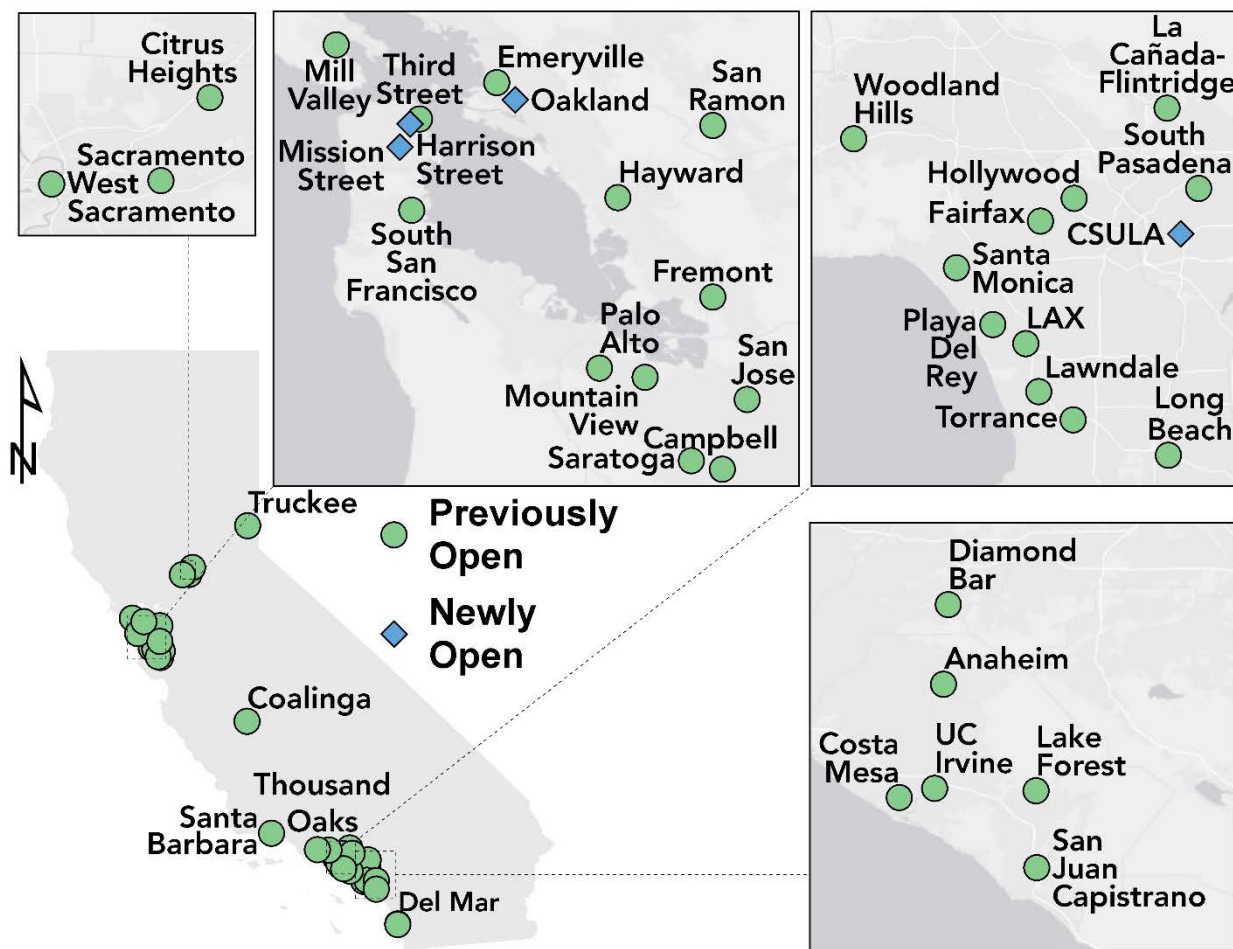 Citrus
Heights
Sacramento
West
Sacramento
Mill
Valley
Third
Street
Emeryville
Oakland
San
Ramon
Mission
Street
Harrison
Street
Hayward
South
San
Francisco
Fremont
Palo
Alto
San
Jose
Mountain
View
Campbell
Saratoga
La
Cañada-
Flintridge
Woodland
Hills
South
Pasadena
Hollywood
Fairfax
CSULA
Santa
Monica
Playa
Del
Rey
LAX
Lawndale
Torrance
Long
Beach
N
Truckee
Previously
Open
Newly
Open
Coalinga
Thousand
Oaks
Santa
Barbara
Del Mar
Diamond
Bar
Anaheim
Costa
Mesa
UC
Irvine
Lake
Forest
San
Juan
Capistrano